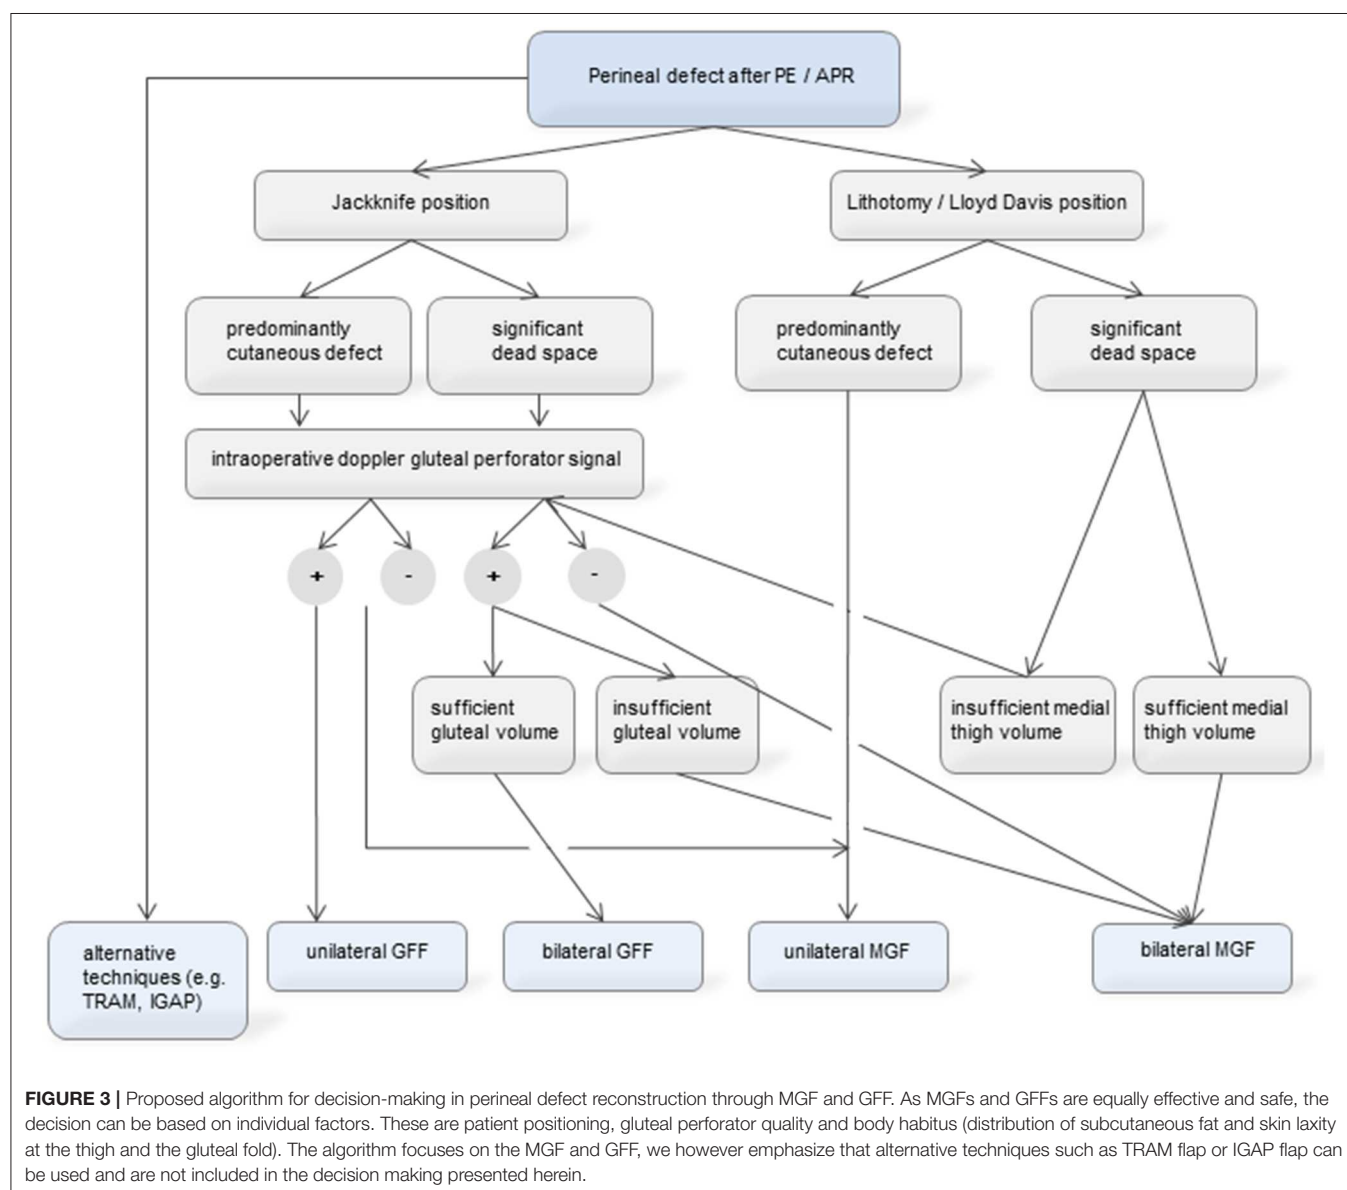 Perineal defect after PE / APR
Jackknife position
Lithotomy / Lloyd Davis position
predominantly
cutaneous defect
significant
dead space
predominantly
cutaneous defect
significant
dead space
intraoperative doppler gluteal perforator signal
+
-
+
-
sufficient
gluteal volume
insufficient
gluteal volume
insufficient medial
thigh volume
sufficient medial
thigh volume
alternative
techniques (e.g.
TRAM, IGAP)
unilateral GFF
bilateral GFF
unilateral MGF
bilateral MGF
FIGURE 3 | Proposed algorithm for decision-making in perineal defect reconstruction through MGF and GFF. As MGFs and GFFs are equally effective and safe, the
decision can be based on individual factors. These are patient positioning, gluteal perforator quality and body habitus (distribution of subcutaneous fat and skin laxity
at the thigh and the gluteal fold). The algorithm focuses on the MGF and GFF, we however emphasize that alternative techniques such as TRAM flap or IGAP flap can
be used and are not included in the decision making presented herein.